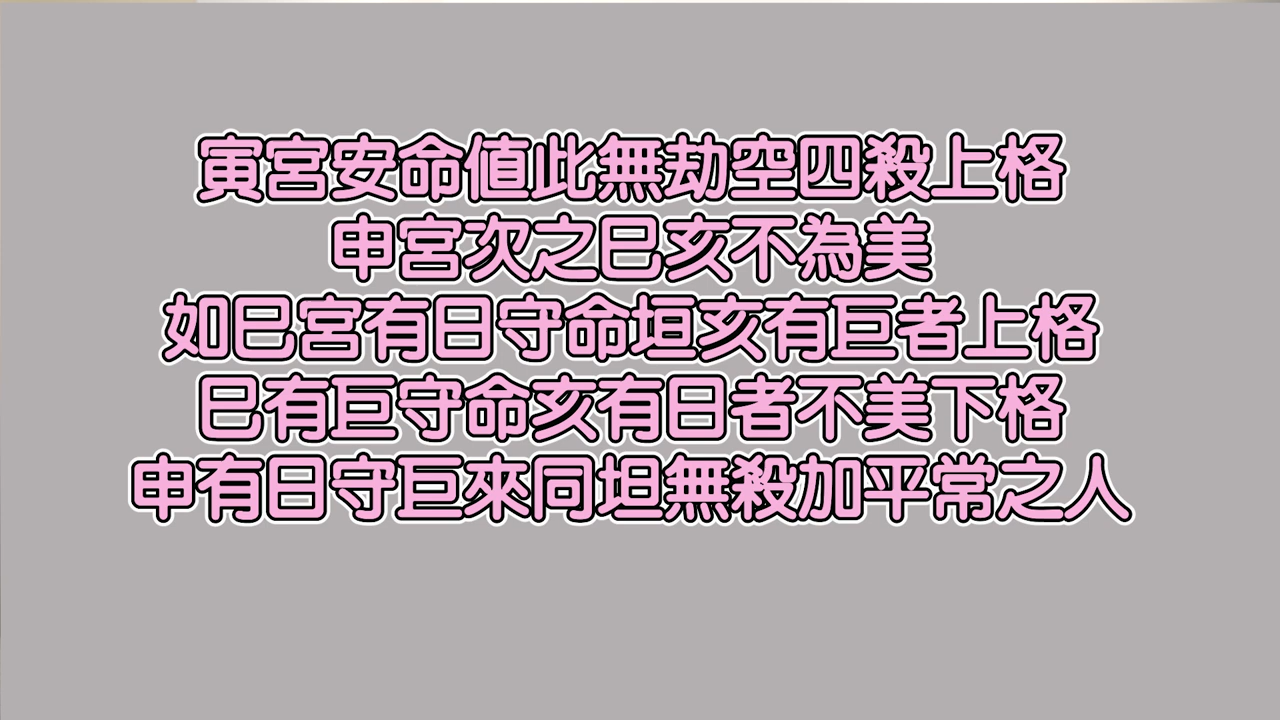 寅宮安命值此無劫空四殺上格
申宮次之巳亥不為美
如巳宮有日守命垣亥有巨者上格
巳有巨守命亥有日者不美下格
申有日守巨來同坦無殺加平常之人